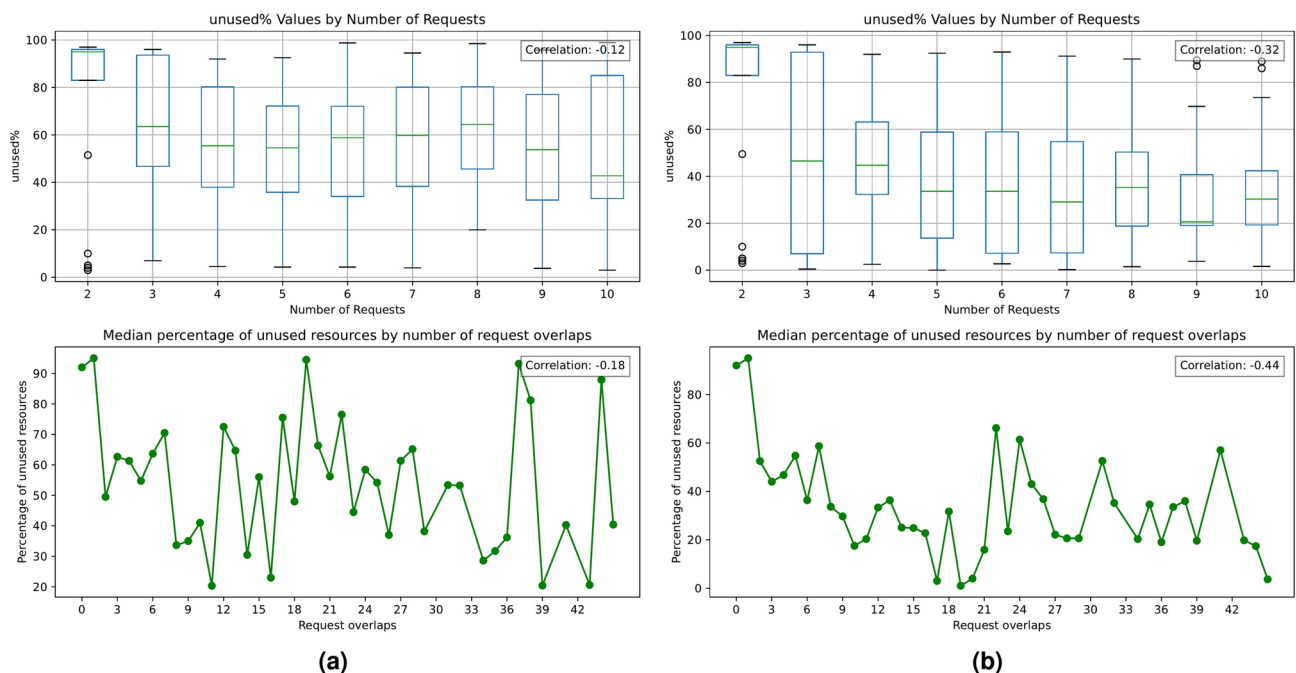 unused% Values by Number of Requests
Correlation: -0.12
unused%
100
80
60
40
20
0
2 3 4 5 6 7 8 9 10
Number of Requests
Median percentage of unused resources by number of request overlaps
Correlation: -0.18
Percentage of unused resources
90
80
70
60
50
40
30
20
0 3 6 9 12 15 18 21 24 27 30 33 36 39 42
Request overlaps
(a)
unused% Values by Number of Requests
Correlation: -0.32
unused%
100
80
60
40
20
0
2 3 4 5 6 7 8 9 10
Number of Requests
Median percentage of unused resources by number of request overlaps
Correlation: -0.44
Percentage of unused resources
80
60
40
20
0
0 3 6 9 12 15 18 21 24 27 30 33 36 39 42
Request overlaps
(b)